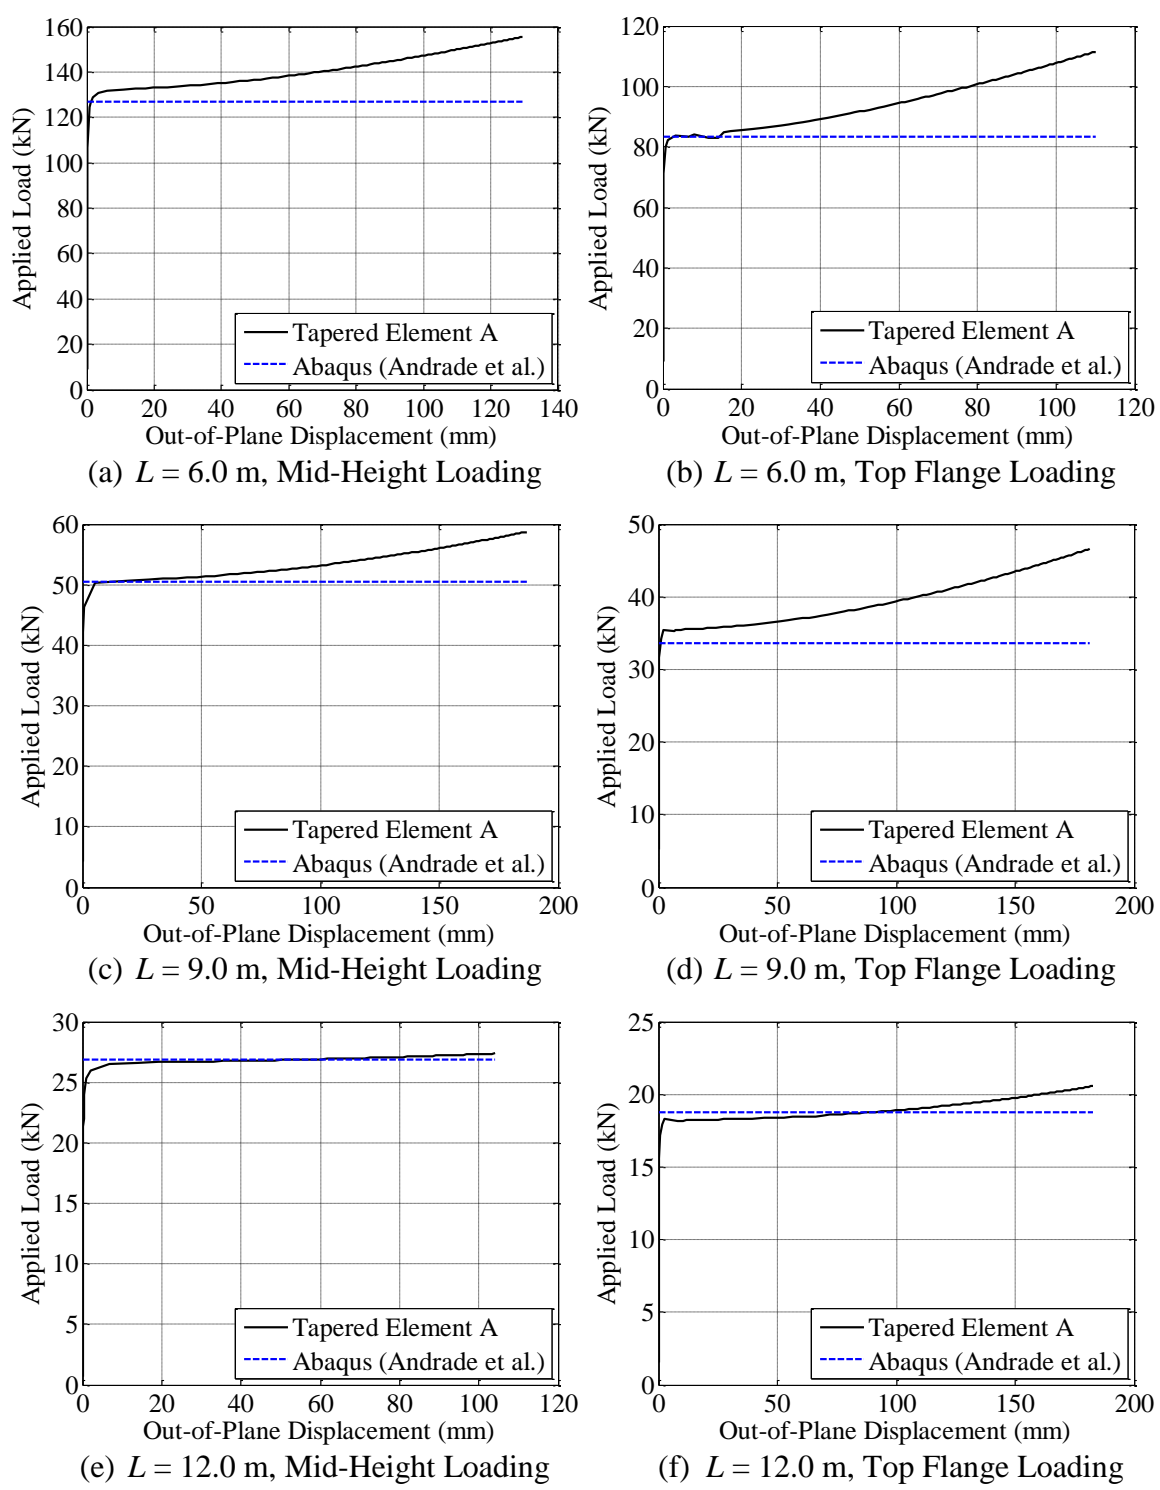 160
140
120
100
80
60
40
20
0
Applied Load (kN)
Tapered Element A
Abaqus (Andrade et al.)
0 20 40 60 80 100 120 140
Out-of-Plane Displacement (mm)
(a) L = 6.0 m, Mid-Height Loading
120
100
80
60
40
20
0
Applied Load (kN)
Tapered Element A
Abaqus (Andrade et al.)
0 20 40 60 80 100 120
Out-of-Plane Displacement (mm)
(b) L = 6.0 m, Top Flange Loading
60
50
40
30
20
10
0
Applied Load (kN)
Tapered Element A
Abaqus (Andrade et al.)
0 50 100 150 200
Out-of-Plane Displacement (mm)
(c) L = 9.0 m, Mid-Height Loading
50
40
30
20
10
0
Applied Load (kN)
Tapered Element A
Abaqus (Andrade et al.)
0 50 100 150 200
Out-of-Plane Displacement (mm)
(d) L = 9.0 m, Top Flange Loading
30
25
20
15
10
5
0
Applied Load (kN)
Tapered Element A
Abaqus (Andrade et al.)
0 20 40 60 80 100 120
Out-of-Plane Displacement (mm)
(e) L = 12.0 m, Mid-Height Loading
25
20
15
10
5
0
Applied Load (kN)
Tapered Element A
Abaqus (Andrade et al.)
0 50 100 150 200
Out-of-Plane Displacement (mm)
(f) L = 12.0 m, Top Flange Loading